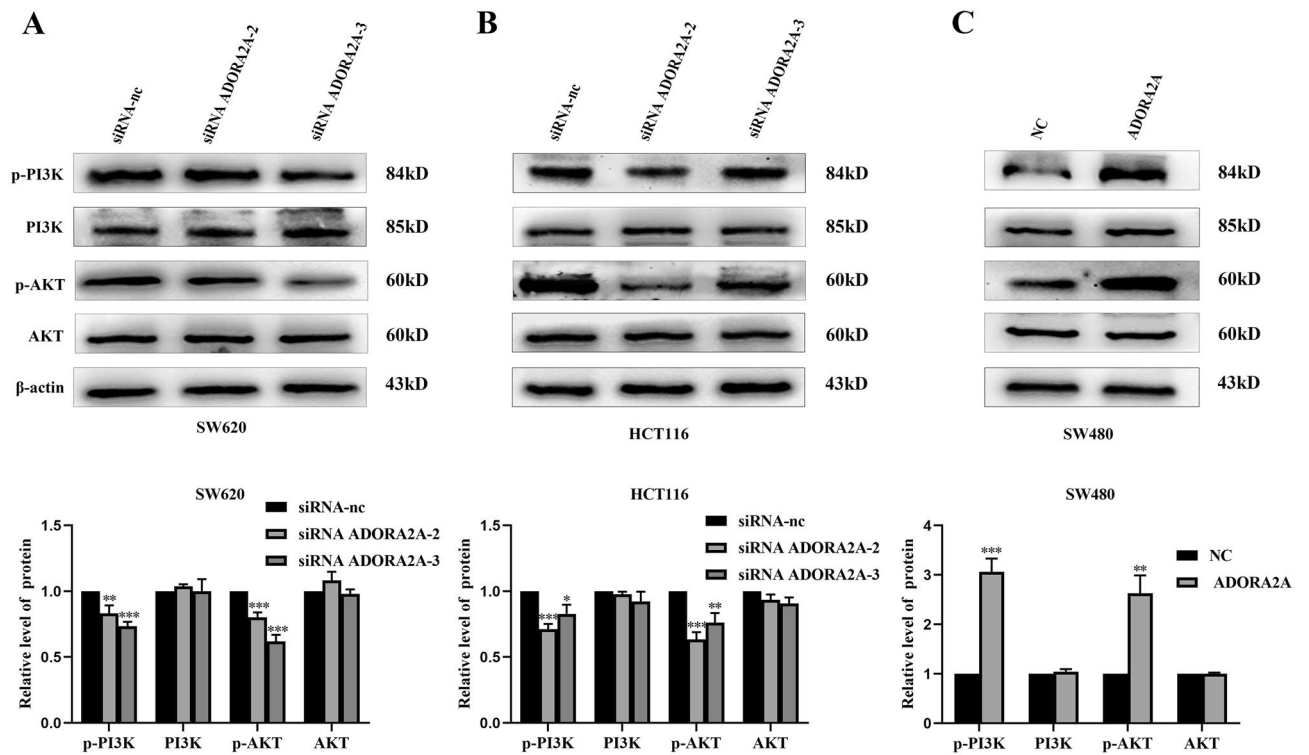 A
B
C
siRNA-nc
siRNA ADORA2A-2
siRNA ADORA2A-3
siRNA-nc
siRNA ADORA2A-2
siRNA ADORA2A-3
NC
ADORA2A
p-PI3K
84kD
84kD
84kD
PI3K
85kD
85kD
85kD
p-AKT
60kD
60kD
60kD
AKT
60kD
60kD
60kD
β-actin
43kD
43kD
43kD
SW620
HCT116
SW480
SW620
siRNA-nc
siRNA ADORA2A-2
siRNA ADORA2A-3
Relative level of protein
1.5
1.0
0.5
0.0
**
***
***
***
p-PI3K
PI3K
p-AKT
AKT
HCT116
siRNA-nc
siRNA ADORA2A-2
siRNA ADORA2A-3
Relative level of protein
1.5
1.0
0.5
0.0
***
*
***
**
p-PI3K
PI3K
p-AKT
AKT
SW480
NC
ADORA2A
Relative level of protein
4
3
2
1
0
***
**
p-PI3K
PI3K
p-AKT
AKT